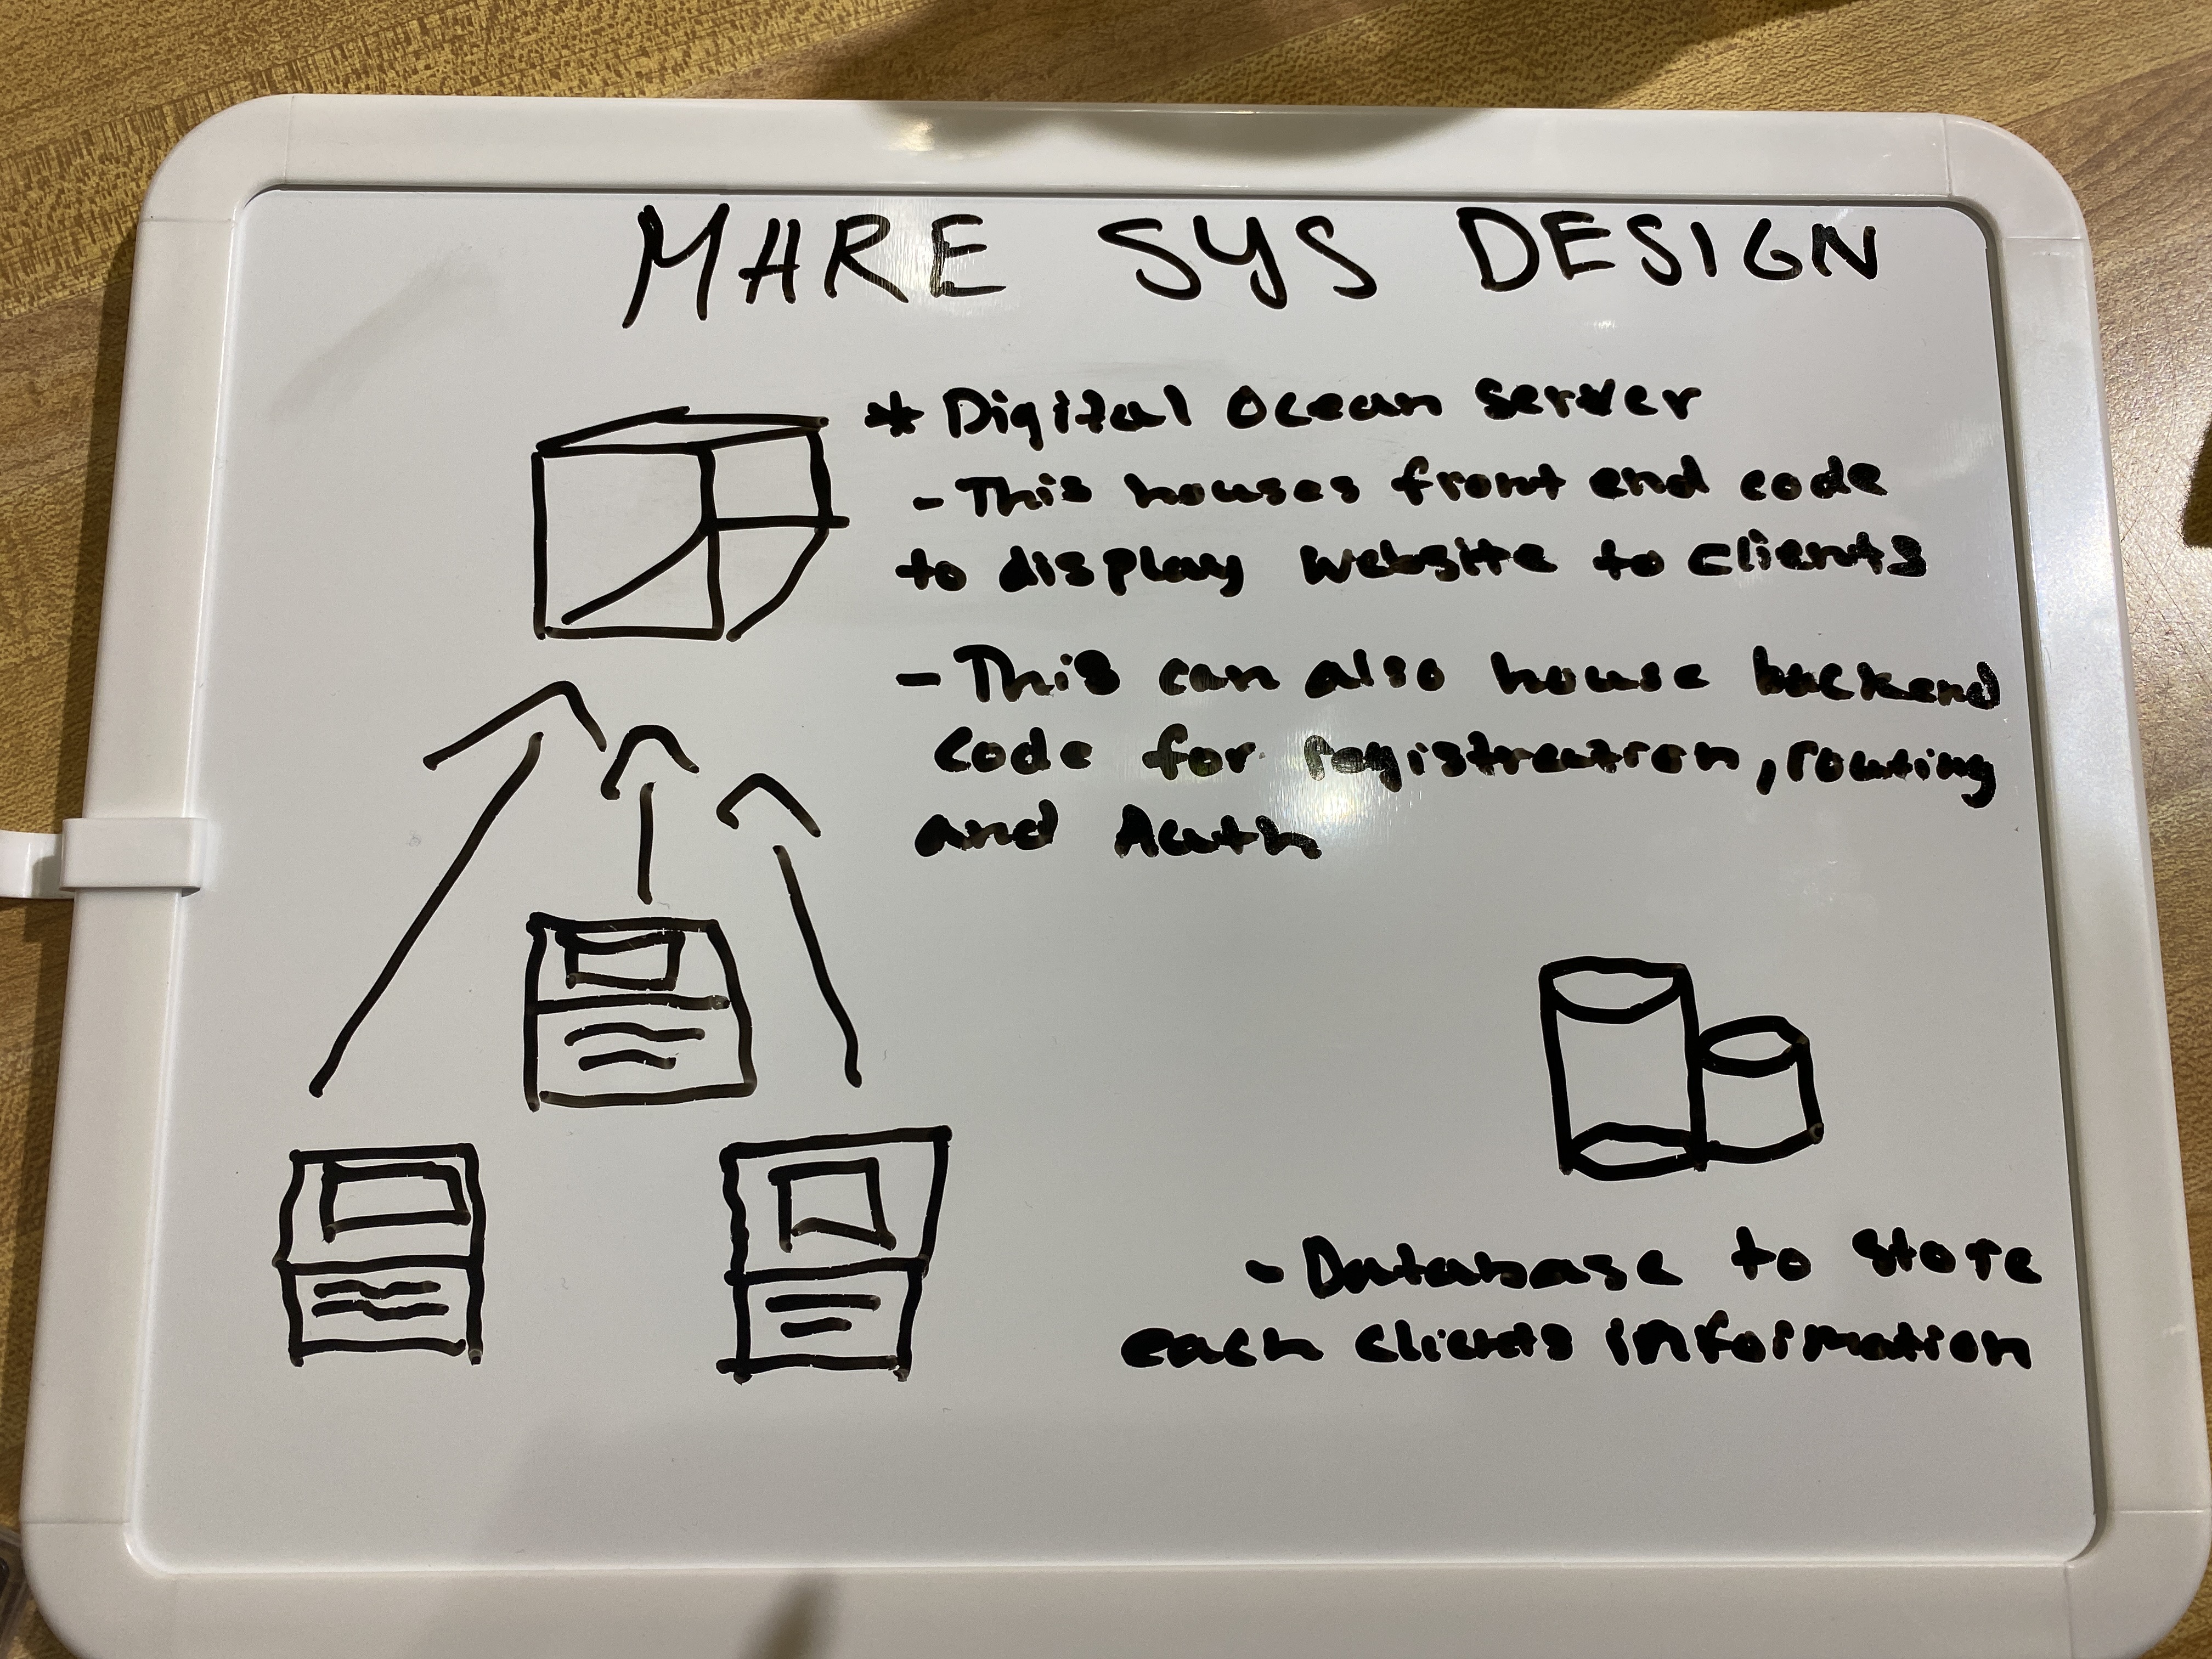 MHRE SYS DESIGN
* Digital Ocean Server
- This houses front end code
to display website to clients
- This can also house backend
code for registration, routing
and Auth
- Database to store
each clients information